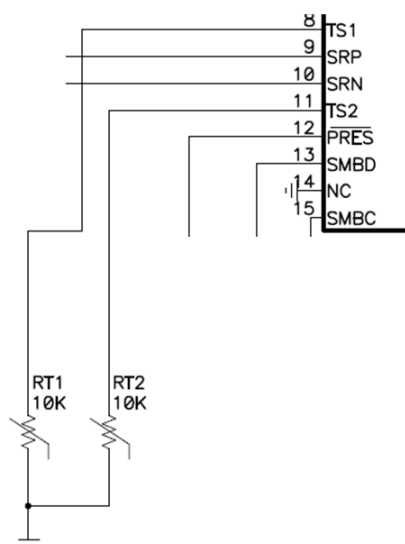 8 TS1
9 SRP
10 SRN
11 TS2
12 PRES
13 SMBD
14 NC
15 SMBC
RT1 RT2
10K 10K